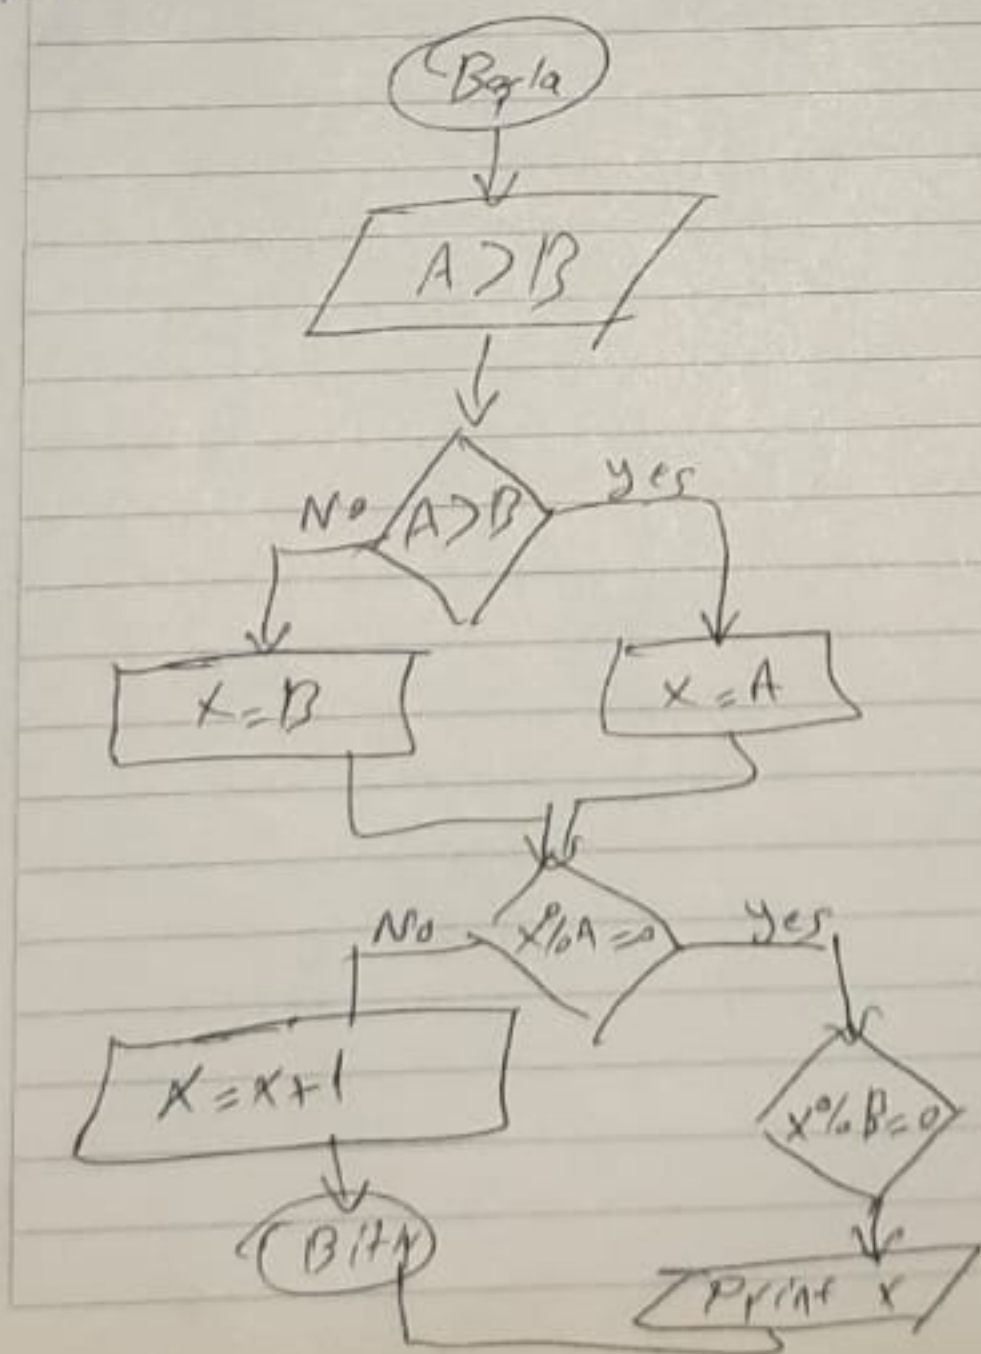 Başla
A > B
No
A > B
yes
x = B
x = A
No
x % A = 0
yes
x = x + 1
x % B = 0
Bitir
Print x